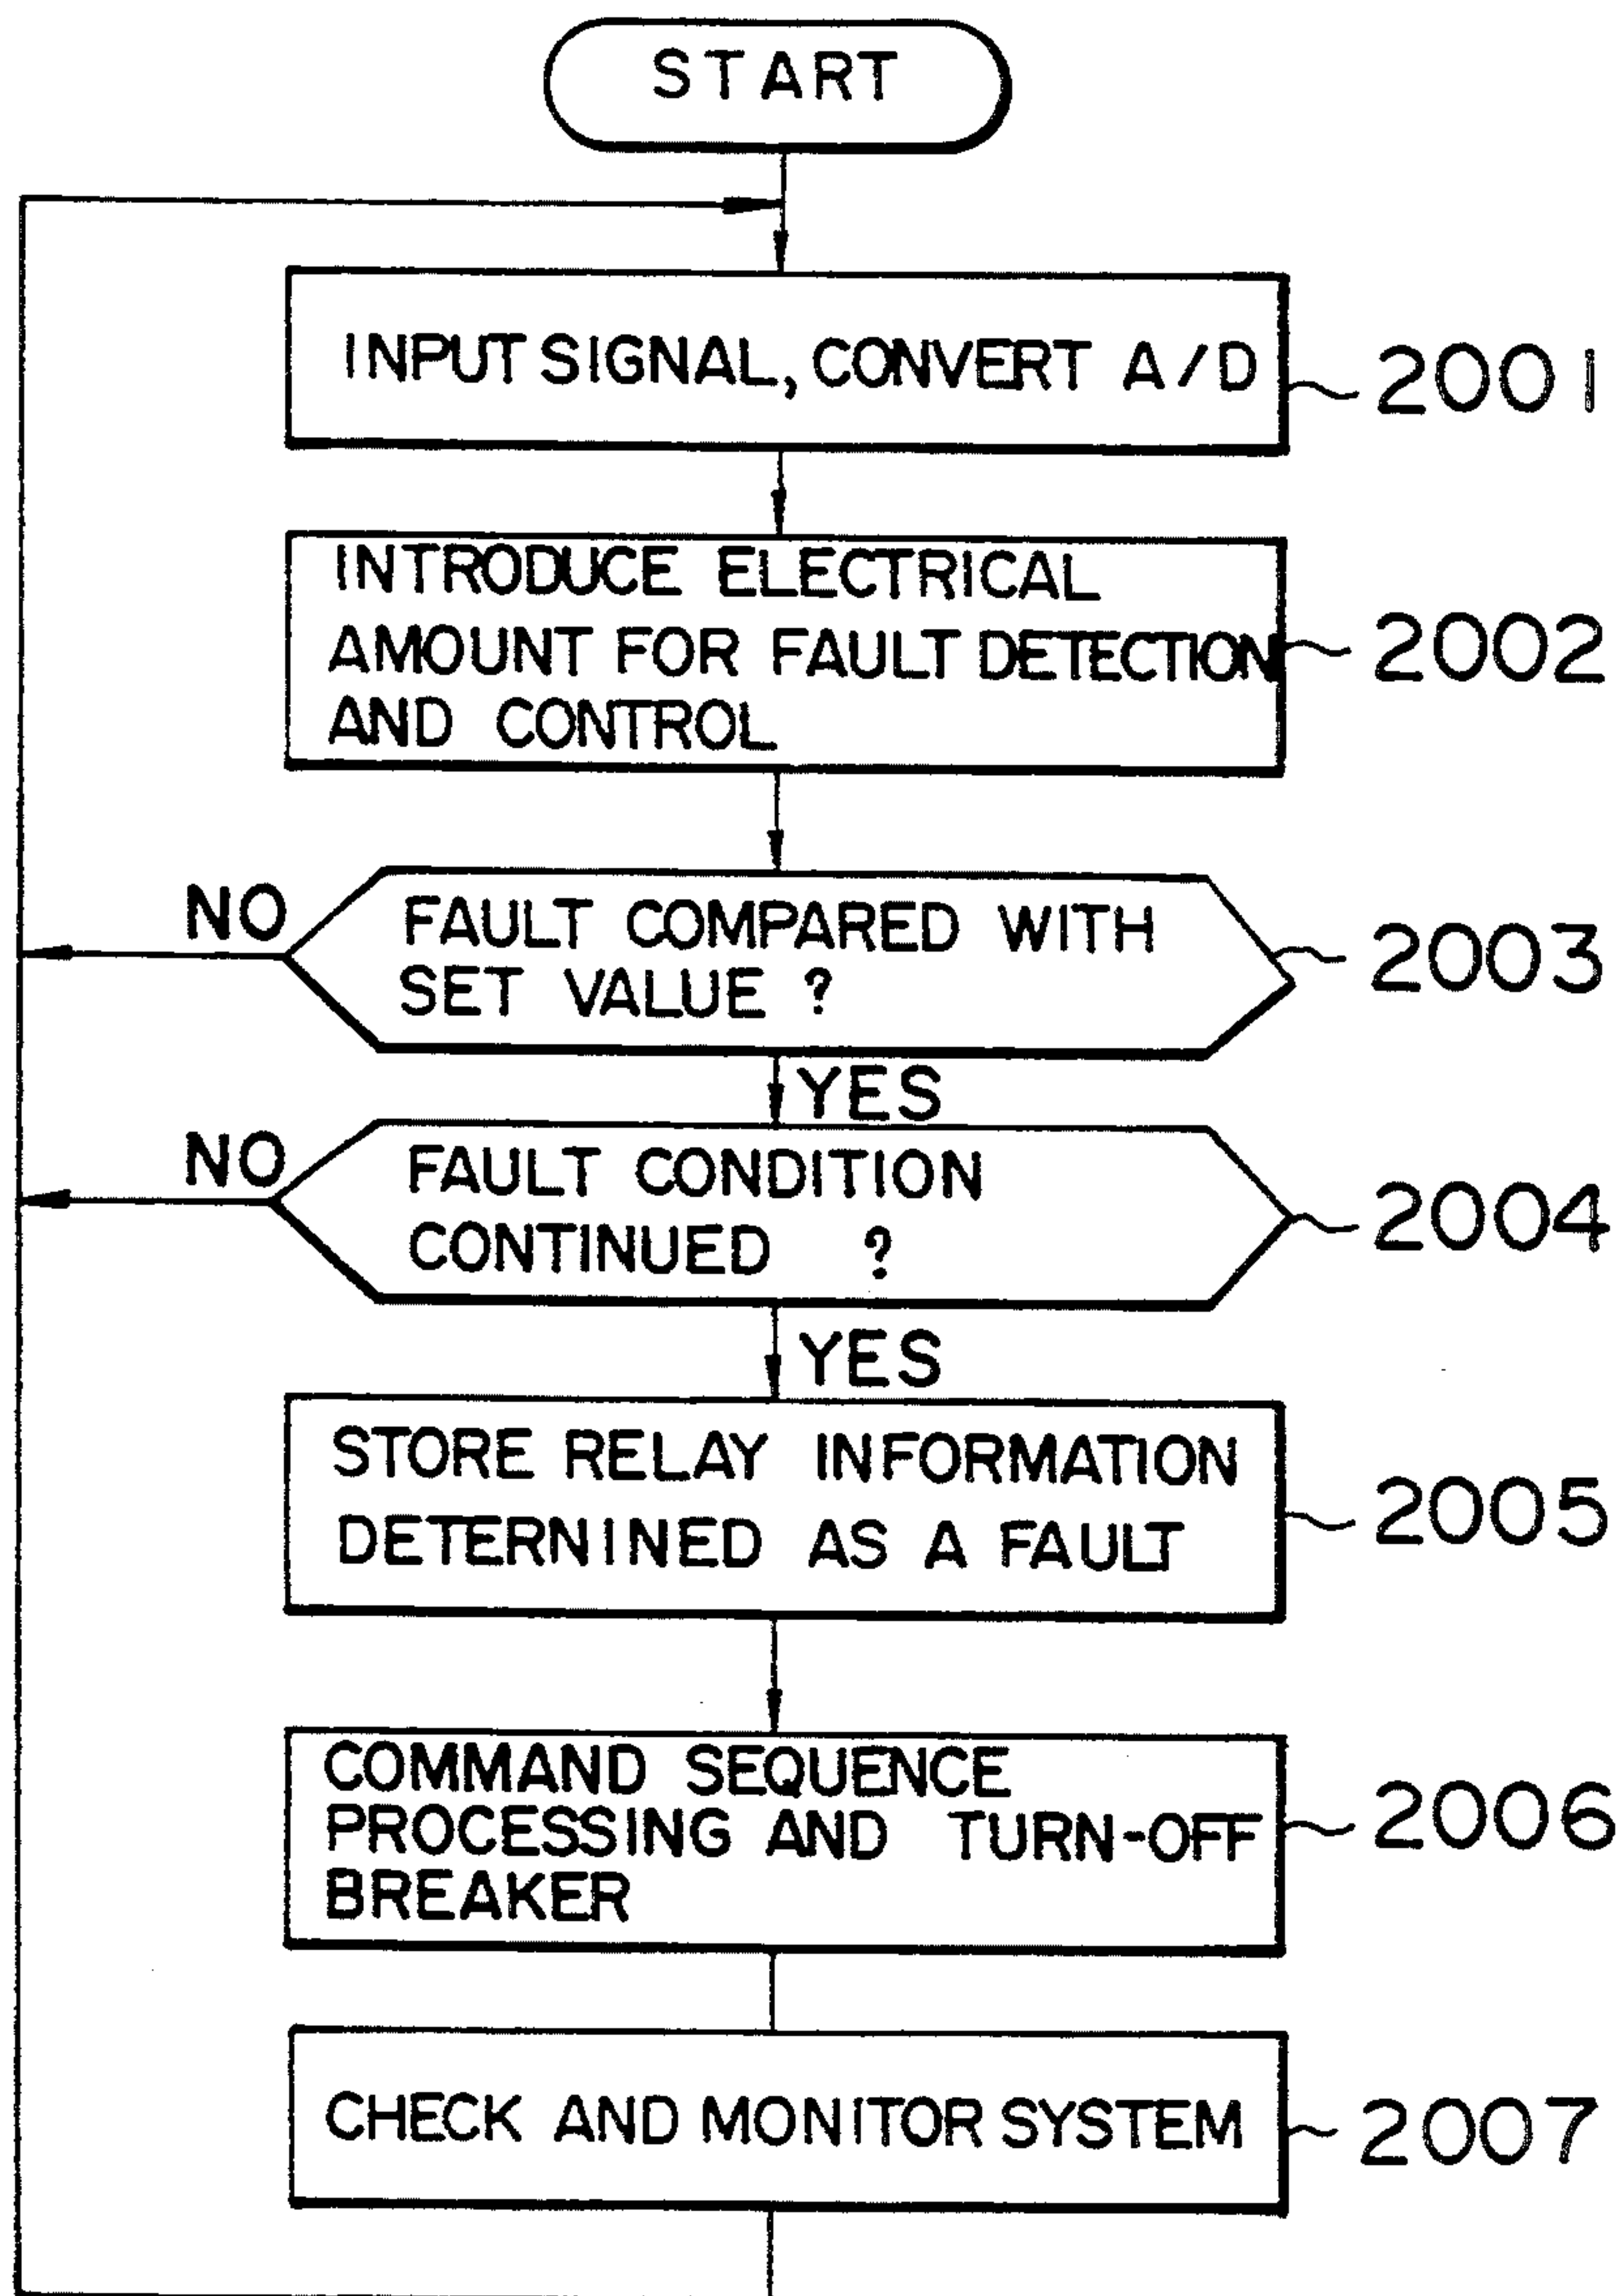 START
INPUT SIGNAL, CONVERT A/D
2001
INTRODUCE ELECTRICAL
AMOUNT FOR FAULT DETECTION
AND CONTROL
2002
NO
FAULT COMPARED WITH
SET VALUE ?
2003
YES
NO
FAULT CONDITION
CONTINUED ?
2004
YES
STORE RELAY INFORMATION
DETERNINED AS A FAULT
2005
COMMAND SEQUENCE
PROCESSING AND TURN-OFF
BREAKER
2006
CHECK AND MONITOR SYSTEM
2007